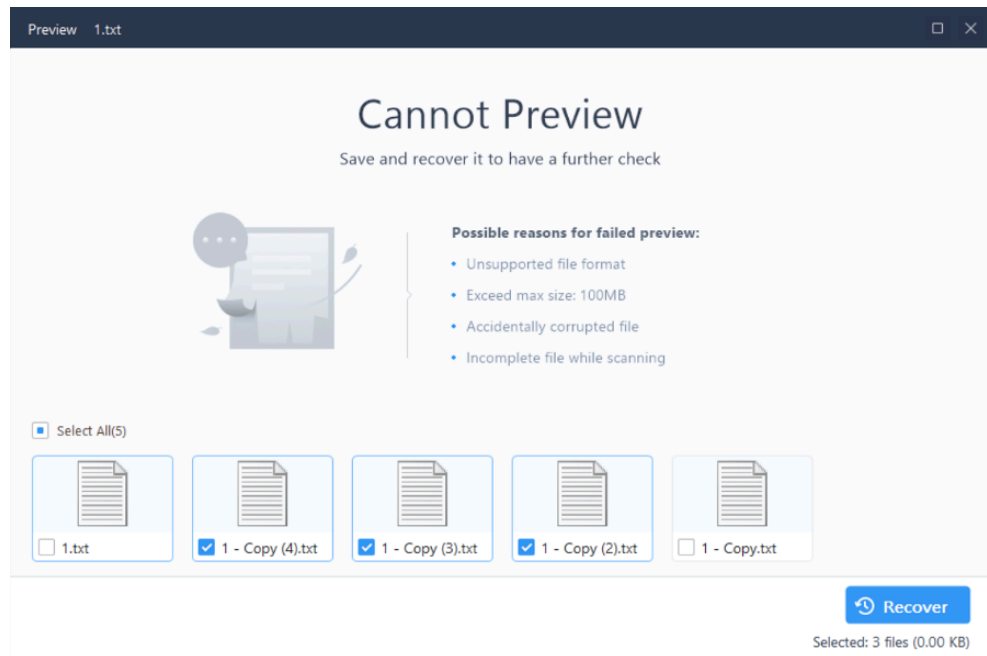 Preview 1.txt
Cannot Preview
Save and recover it to have a further check
Possible reasons for failed preview:
• Unsupported file format
• Exceed max size: 100MB
• Accidentally corrupted file
• Incomplete file while scanning
Select All(5)
1.txt
1 - Copy (4).txt
1 - Copy (3).txt
1 - Copy (2).txt
1 - Copy.txt
Recover
Selected: 3 files (0.00 KB)